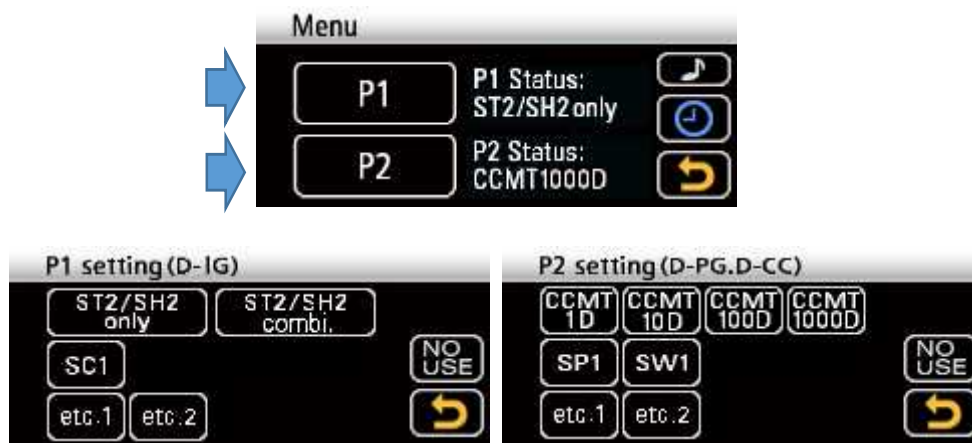 Menu
P1
P1 Status:
ST2/SH2 only
P2
P2 Status:
CCMT1000D
P1 setting(D-IG)
ST2/SH2
only
ST2/SH2
combi.
SC1
NO
USE
etc.1
etc.2
P2 setting(D-PG.D-CC)
CCMT
1D
CCMT
10D
CCMT
100D
CCMT
1000D
SP1
SW1
NO
USE
etc.1
etc.2